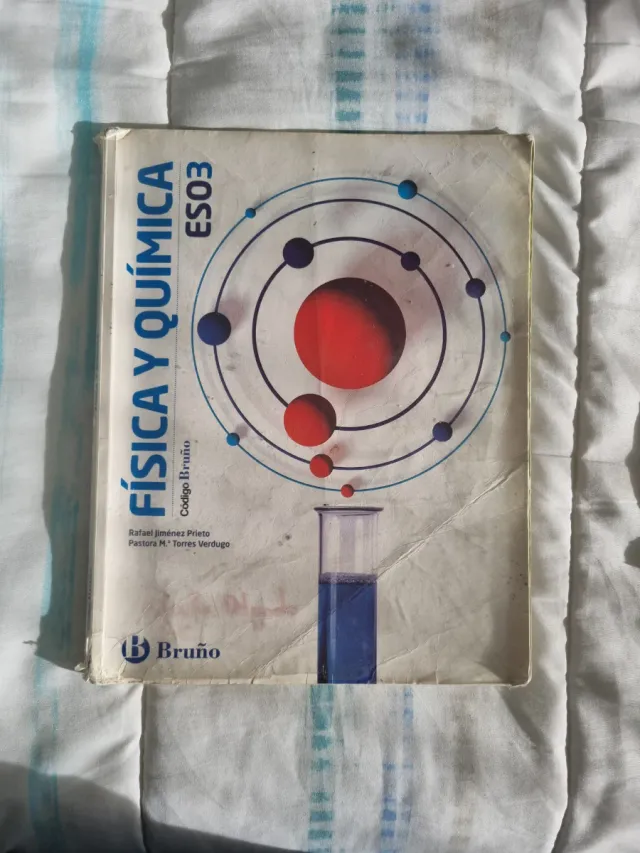 FÍSICA Y QUÍMICA
ESO3
Código Bruño
Rafael Jiménez Prieto
Pastora M.ª Torres Verdugo
Bruño